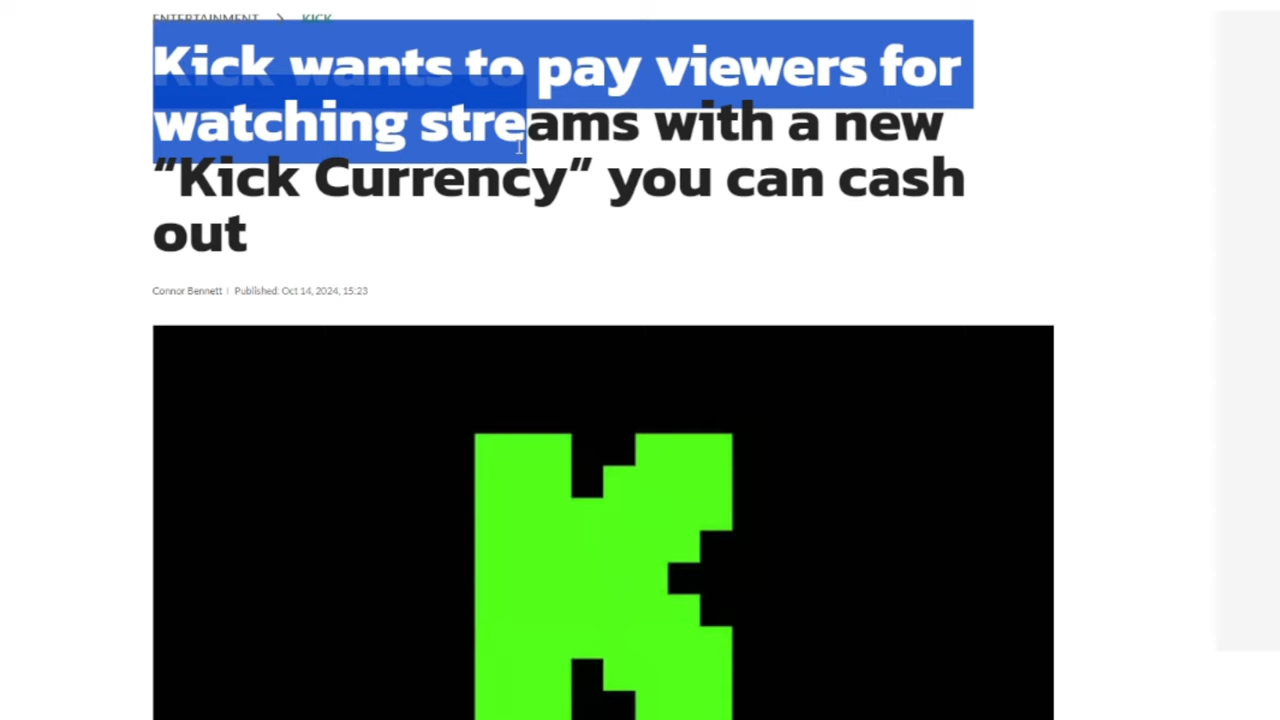 ENTERTAINMENT > KICK
Kick wants to pay viewers for
watching streams with a new
“Kick Currency” you can cash
out
Connor Bennett | Published: Oct 14, 2024, 15:23